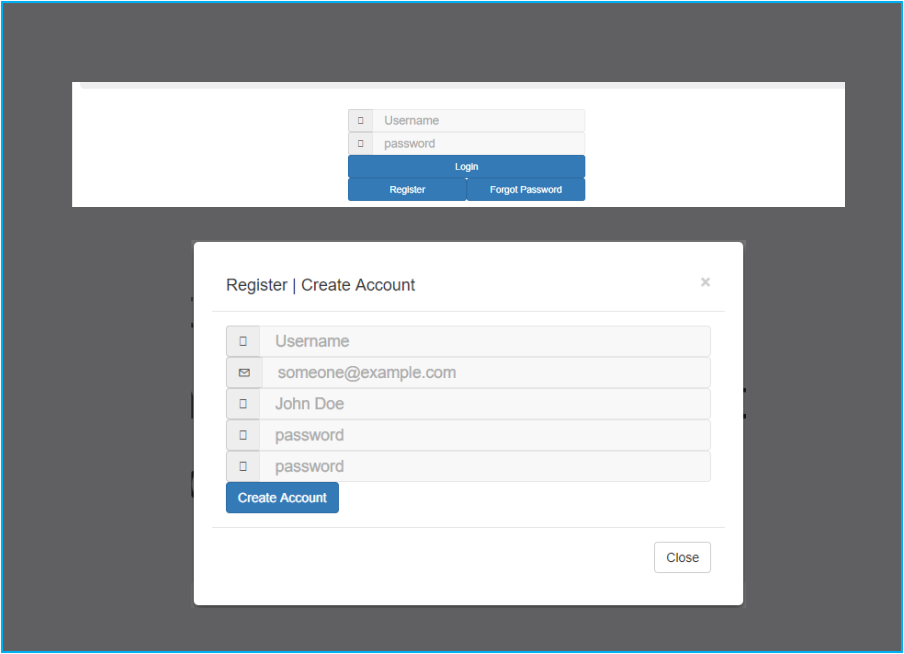 Username
password
Login
Register Forgot Password
Register | Create Account ×
Username
someone@example.com
John Doe
password
password
Create Account
Close